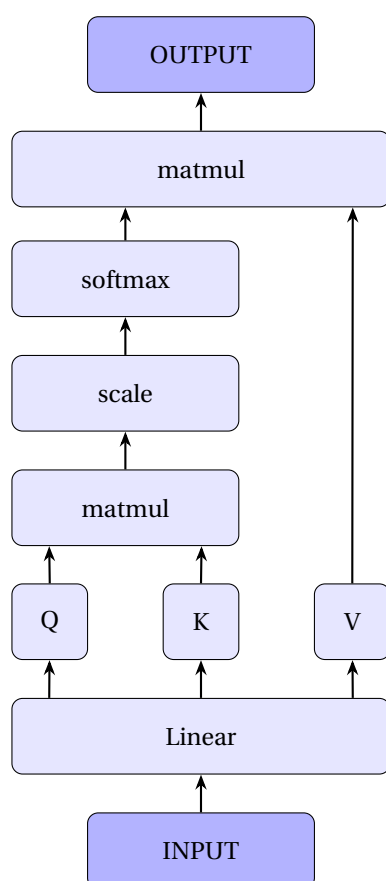 OUTPUT
matmul
softmax
scale
matmul
Q K V
Linear
INPUT